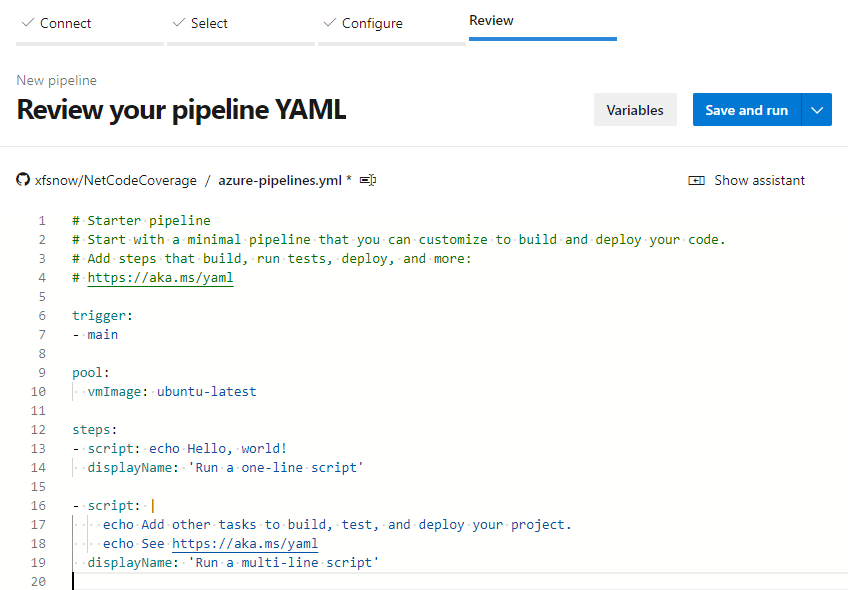 Connect Select Configure Review
New pipeline
Review your pipeline YAML
Variables Save and run
xfsnow/NetCodeCoverage / azure-pipelines.yml * Show assistant
1 # Starter pipeline
2 # Start with a minimal pipeline that you can customize to build and deploy your code.
3 # Add steps that build, run tests, deploy, and more:
4 # https://aka.ms/yaml
5
6 trigger:
7 - main
8
9 pool:
10   vmImage: ubuntu-latest
11
12 steps:
13 - script: echo Hello, world!
14   displayName: 'Run a one-line script'
15
16 - script: |
17     echo Add other tasks to build, test, and deploy your project.
18     echo See https://aka.ms/yaml
19   displayName: 'Run a multi-line script'
20